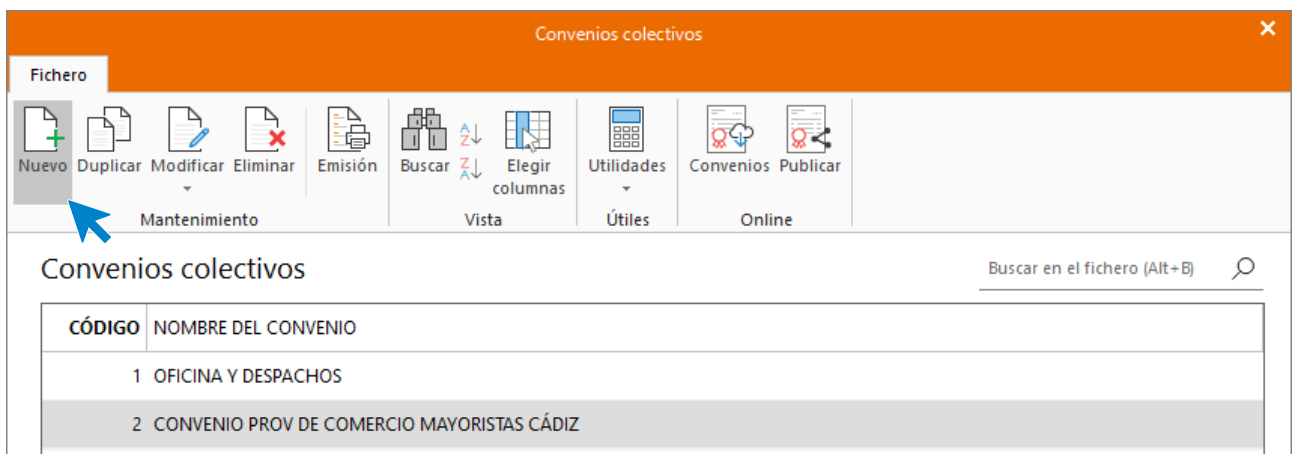 Convenios colectivos
Fichero
Nuevo Duplicar Modificar Eliminar Emisión Buscar Elegir columnas Utilidades Convenios Publicar
Mantenimiento Vista Útiles Online
Convenios colectivos Buscar en el fichero (Alt+B)
CÓDIGO NOMBRE DEL CONVENIO
1 OFICINA Y DESPACHOS
2 CONVENIO PROV DE COMERCIO MAYORISTAS CÁDIZ